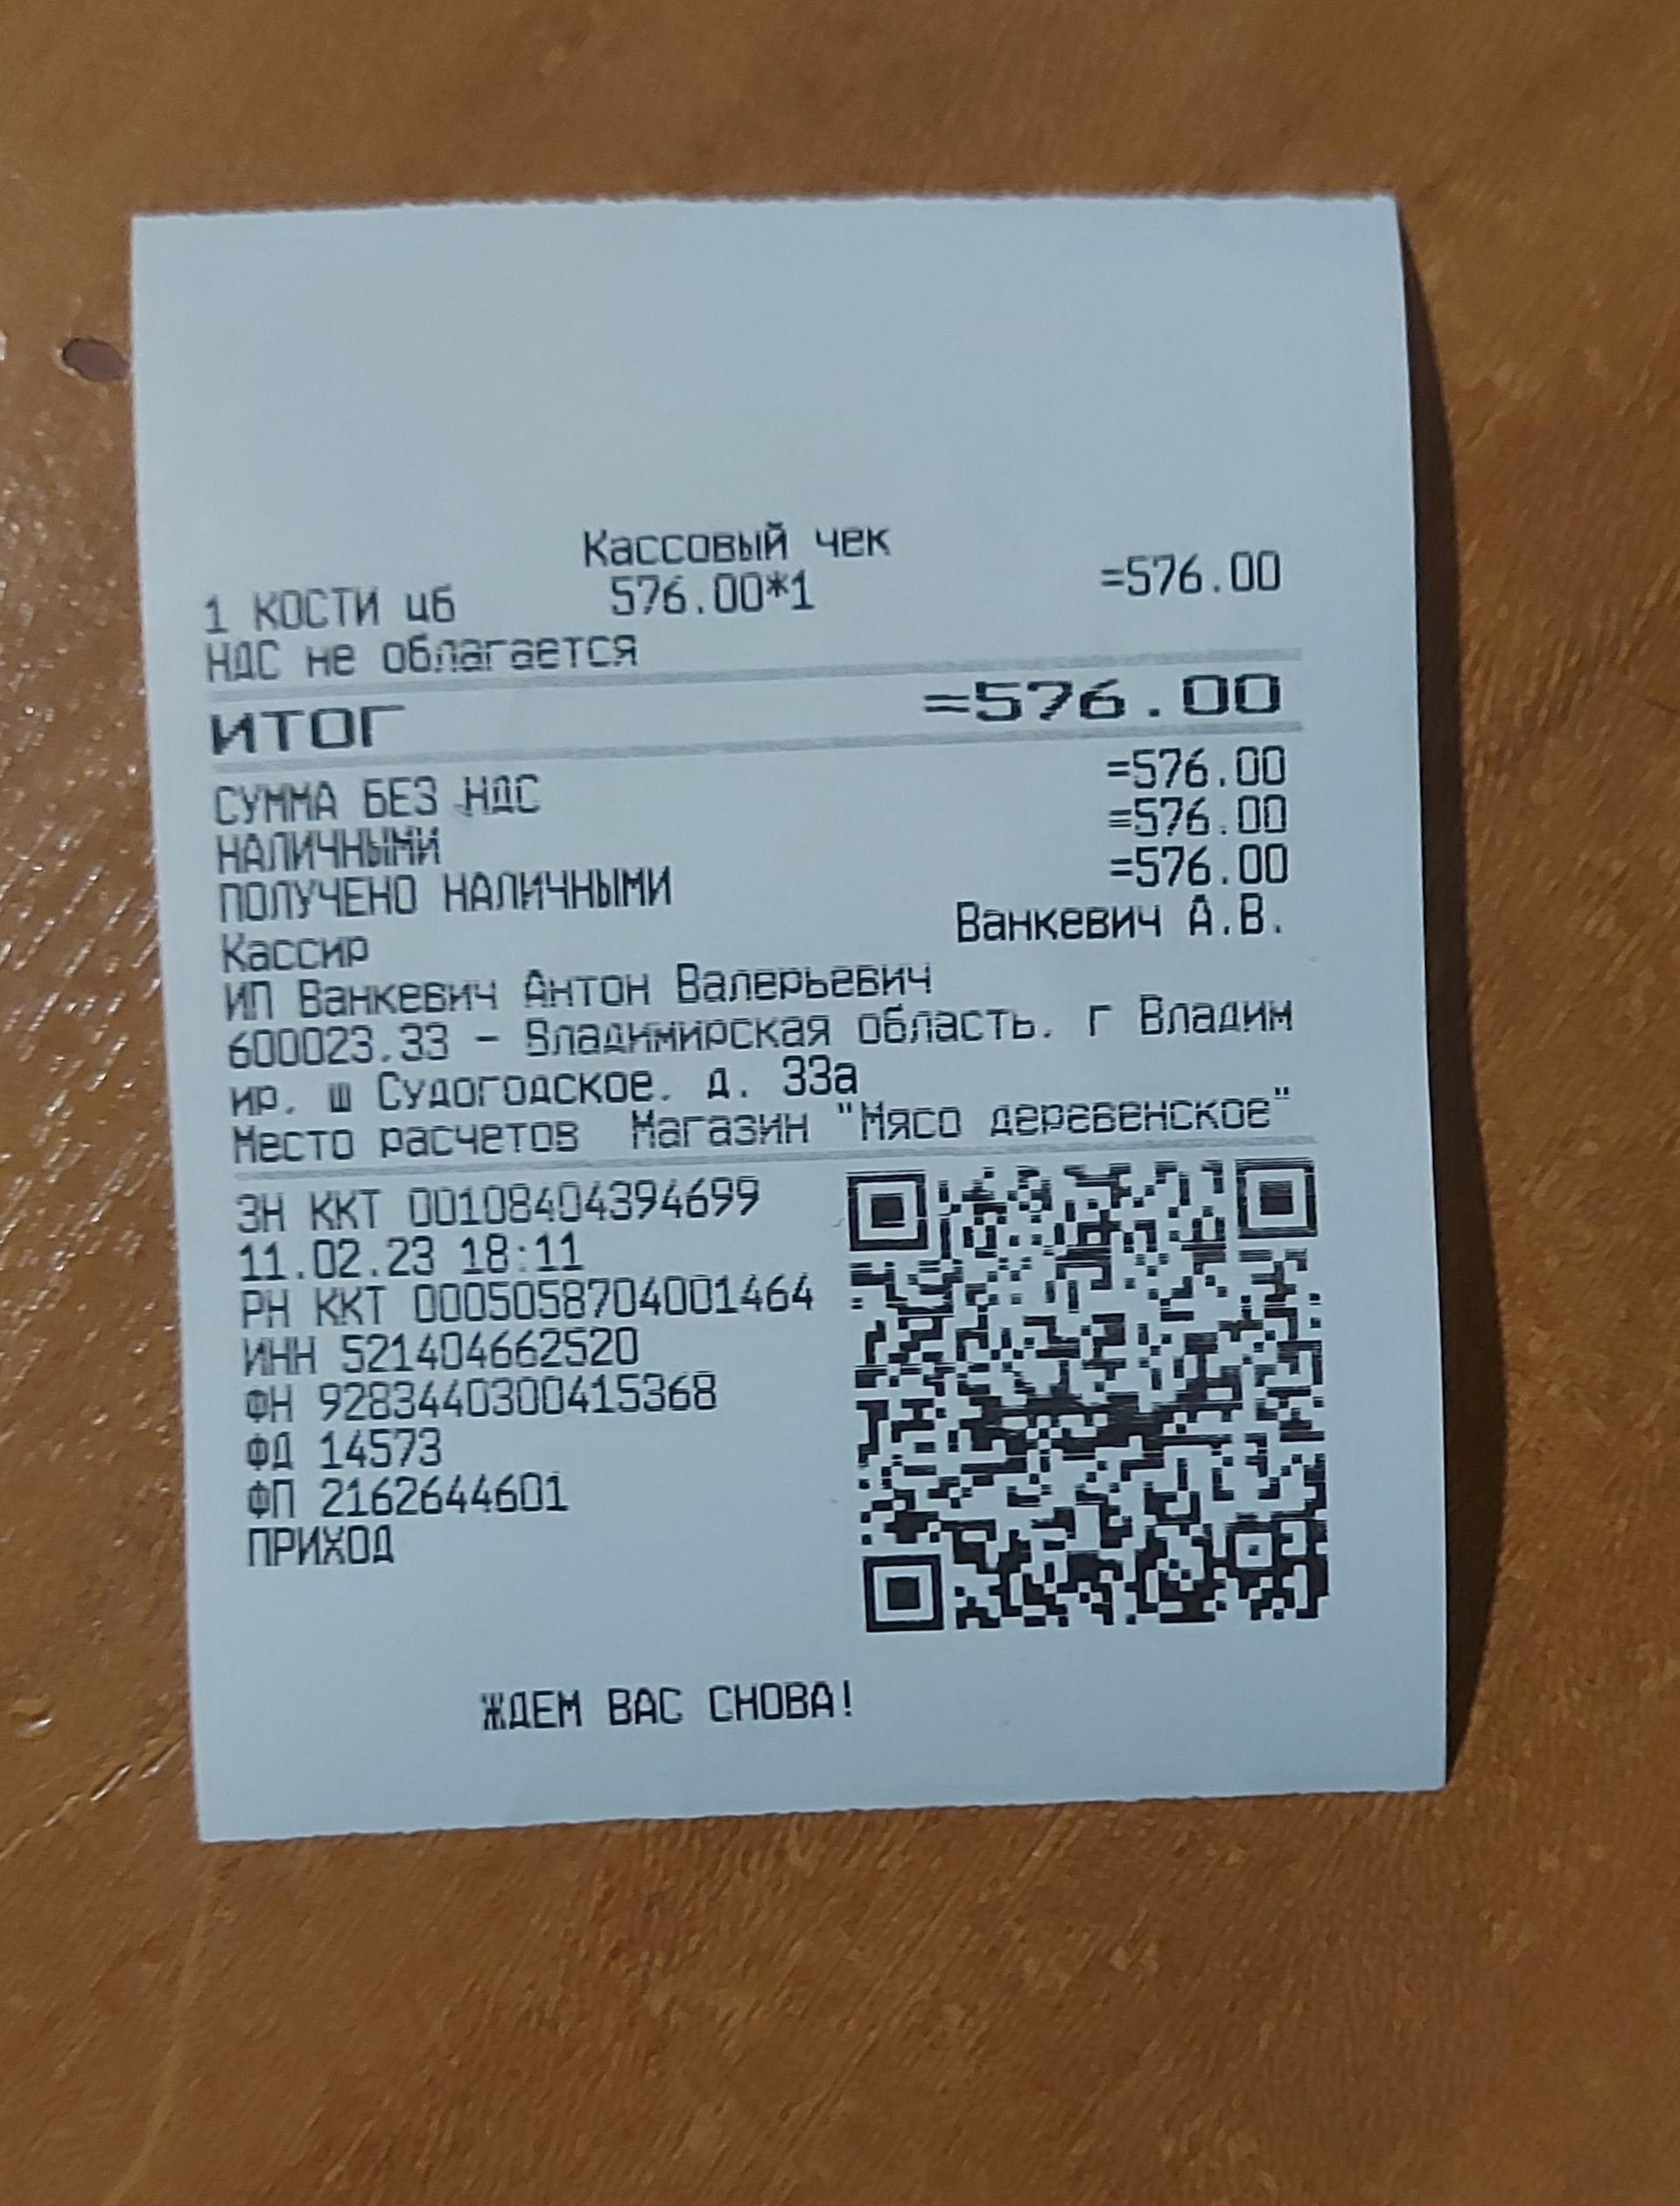 Кассовый чек
1 КОСТИ цб 576.00*1 =576.00
НДС не облагается
ИТОГ =576.00
СУММА БЕЗ НДС =576.00
НАЛИЧНЫМИ =576.00
ПОЛУЧЕНО НАЛИЧНЫМИ =576.00
Кассир Ванкевич А.В.
ИП Ванкевич Антон Валерьевич
600023.33 - Владимирская область. г Владим
ир. ш Судогодское. д. 33а
Место расчетов Магазин "Мясо деревенское"
ЗН ККТ 00108404394699
11.02.23 18:11
РН ККТ 0005058704001464
ИНН 521404662520
ФН 9283440300415368
ФД 14573
ФП 2162644601
ПРИХОД
ЖДЕМ ВАС СНОВА!